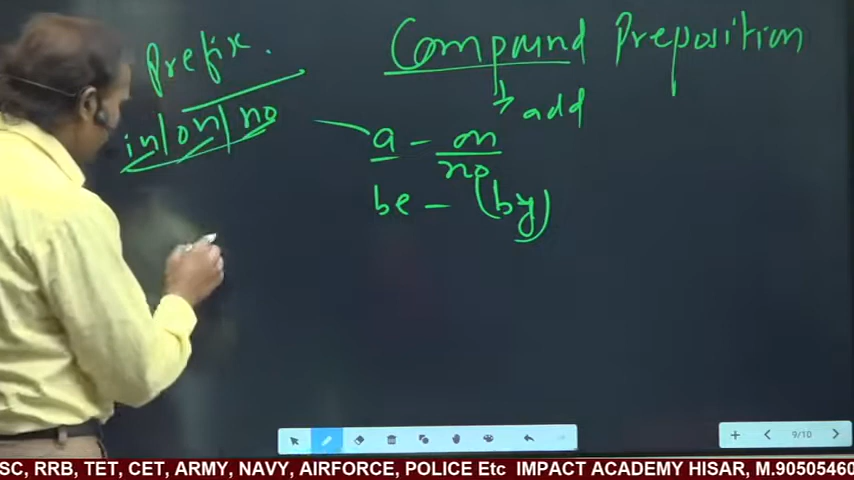 Prefix.
in/on/no
Compound Preposition
add
a - on
no
be - (by)
9/10
SC, RRB, TET, CET, ARMY, NAVY, AIRFORCE, POLICE Etc IMPACT ACADEMY HISAR, M.90505460